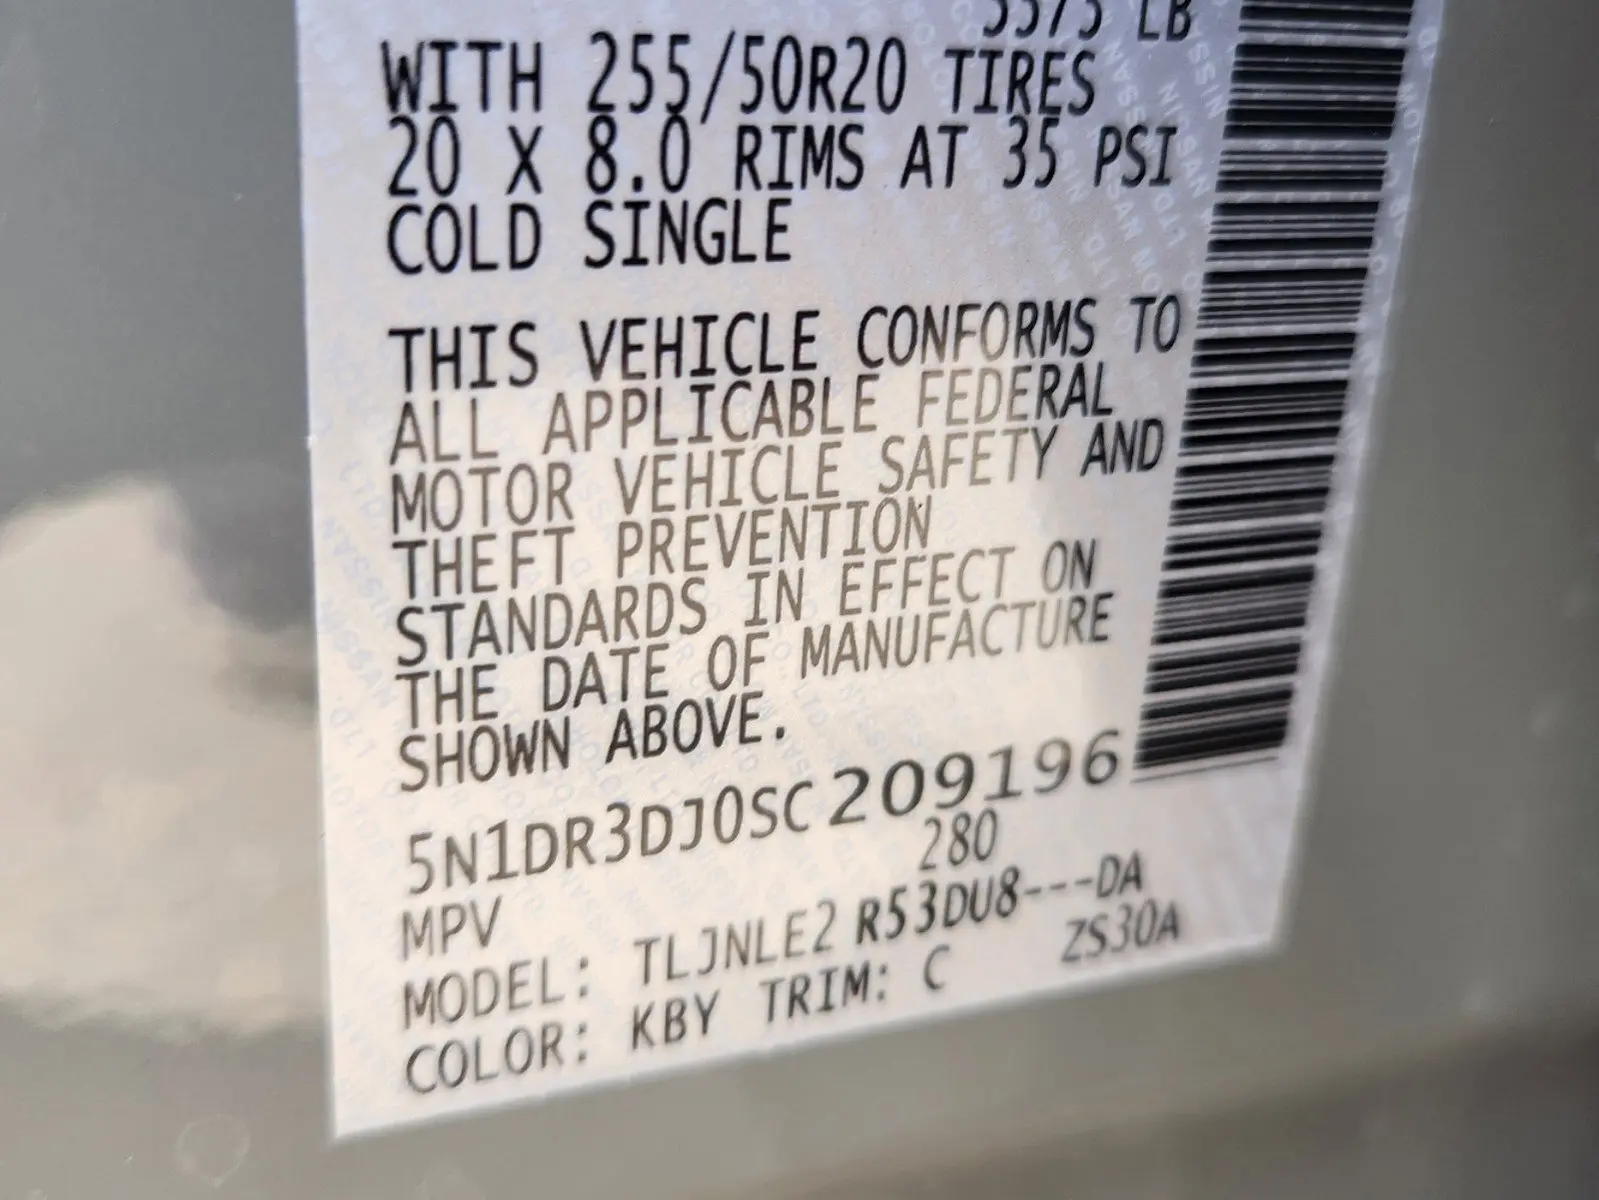 5575 LB
WITH 255/50R20 TIRES
20 X 8.0 RIMS AT 35 PSI
COLD SINGLE
THIS VEHICLE CONFORMS TO
ALL APPLICABLE FEDERAL
MOTOR VEHICLE SAFETY AND
THEFT PREVENTION
STANDARDS IN EFFECT ON
THE DATE OF MANUFACTURE
SHOWN ABOVE.
5N1DR3DJ0SC209196
280
MPV
MODEL: TLJNLE2 R53DU8---DA
COLOR: KBY TRIM: C ZS30A